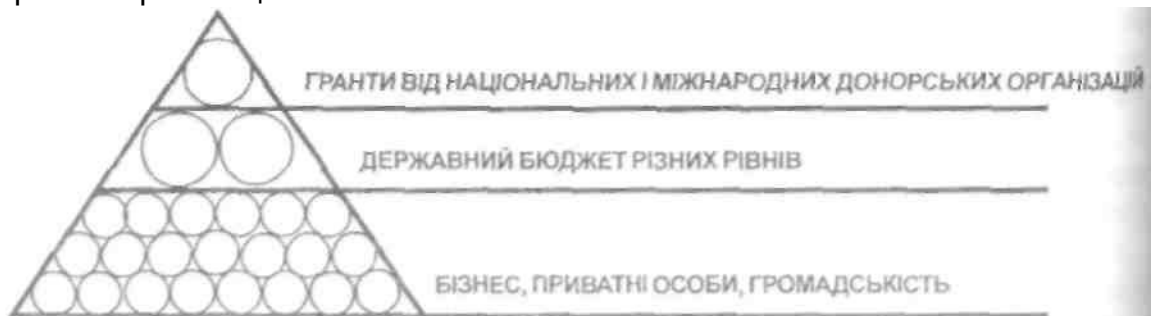 ГРАНТИ ВІД НАЦІОНАЛЬНИХ І МІЖНАРОДНИХ ДОНОРСЬКИХ ОРГАНІЗАЦІЙ
ДЕРЖАВНИЙ БЮДЖЕТ РІЗНИХ РІВНІВ
БІЗНЕС, ПРИВАТНІ ОСОБИ, ГРОМАДСЬКІСТЬ